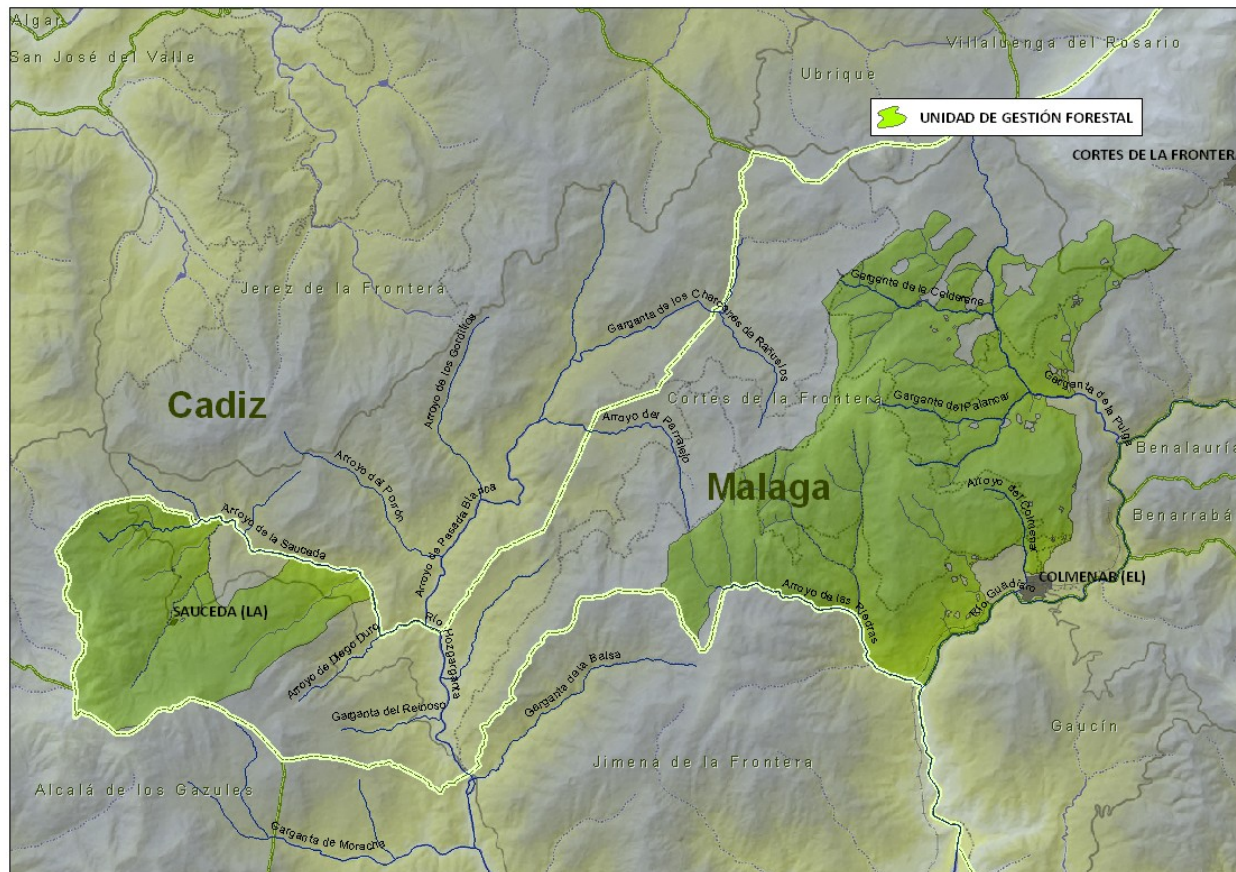 Algar
San José del Valle
Villaluenga del Rosario
Ubrique
UNIDAD DE GESTIÓN FORESTAL
CORTES DE LA FRONTER
Jerez de la Frontera
Garganta de la Calderena
Garganta de los Charcones de Rañuelos
Arroyo de los Gorditica
Cadiz
Cortes de la Frontera
Garganta de la Pulga
Garganta del Palancar
Arroyo del Parralejo
Benalauría
Arroyo del Porrón
Malaga
Arroyo del Colmenar
Benarrabá
Arroyo de Pasada Blanca
Arroyo de la Sauceda
COLMENAR (EL)
Río Guadiaro
Arroyo de las Piedras
SAUCEDA (LA)
Río Hozgarganta
Arroyo de Diego Duro
Garganta de la Balsa
Garganta del Reinoso
Gaucín
Jimena de la Frontera
Alcalá de los Gazules
Garganta de Moracha